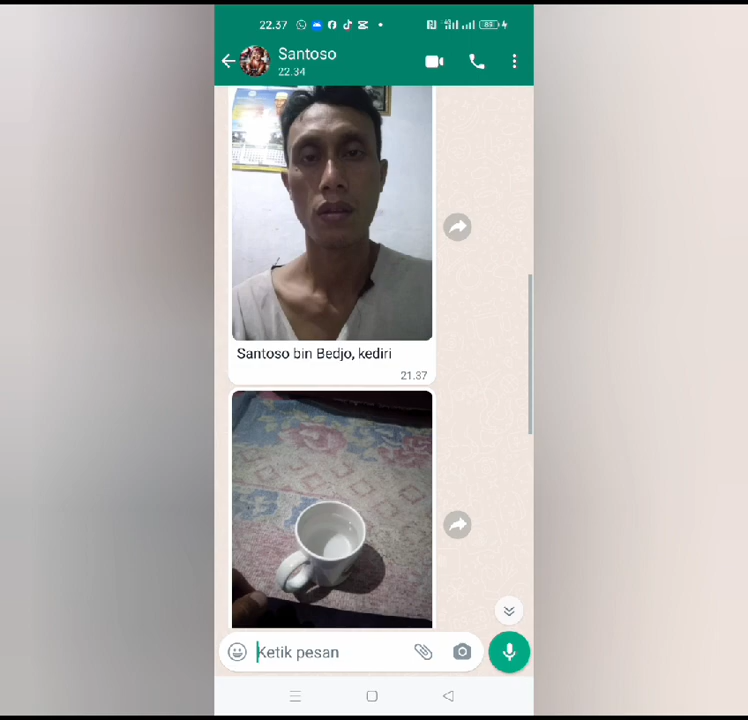 22.37
Santoso
22.34
Santoso bin Bedjo, kediri
21.37
Ketik pesan